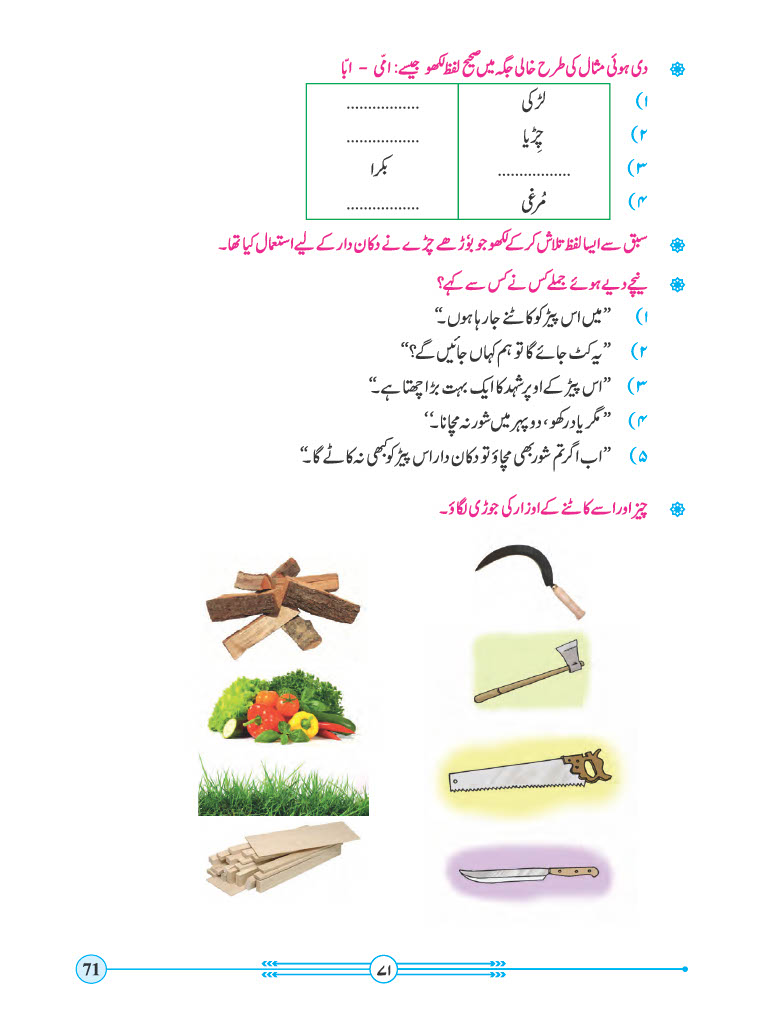 دی ہوئی مثال کی طرح خالی جگہ میں صحیح لفظ لکھو جیسے: امّی – ابّا
۱) لڑکی .................
۲) چِڑیا .................
۳) ................. بکرا
۴) مُرغی .................
سبق سے ایسا لفظ تلاش کر کے لکھو جو بوٗڑھے چڑے نے دکان دار کے لیے استعمال کیا تھا۔
نیچے دیے ہوئے جملے کس نے کس سے کہے؟
۱) ”میں اس پیڑ کو کاٹنے جا رہا ہوں۔“
۲) ”یہ کٹ جائے گا تو ہم کہاں جائیں گے؟“
۳) ”اس پیڑ کے اوپر شہد کا ایک بہت بڑا چھتا ہے۔“
۴) ”مگر یاد رکھو، دوپہر میں شور نہ مچانا۔“
۵) ”اب اگر تم شور بھی مچاؤ تو دکان دار اس پیڑ کو کبھی نہ کاٹے گا۔“
چیز اور اسے کاٹنے کے اوزار کی جوڑی لگاؤ۔
71
۷۱